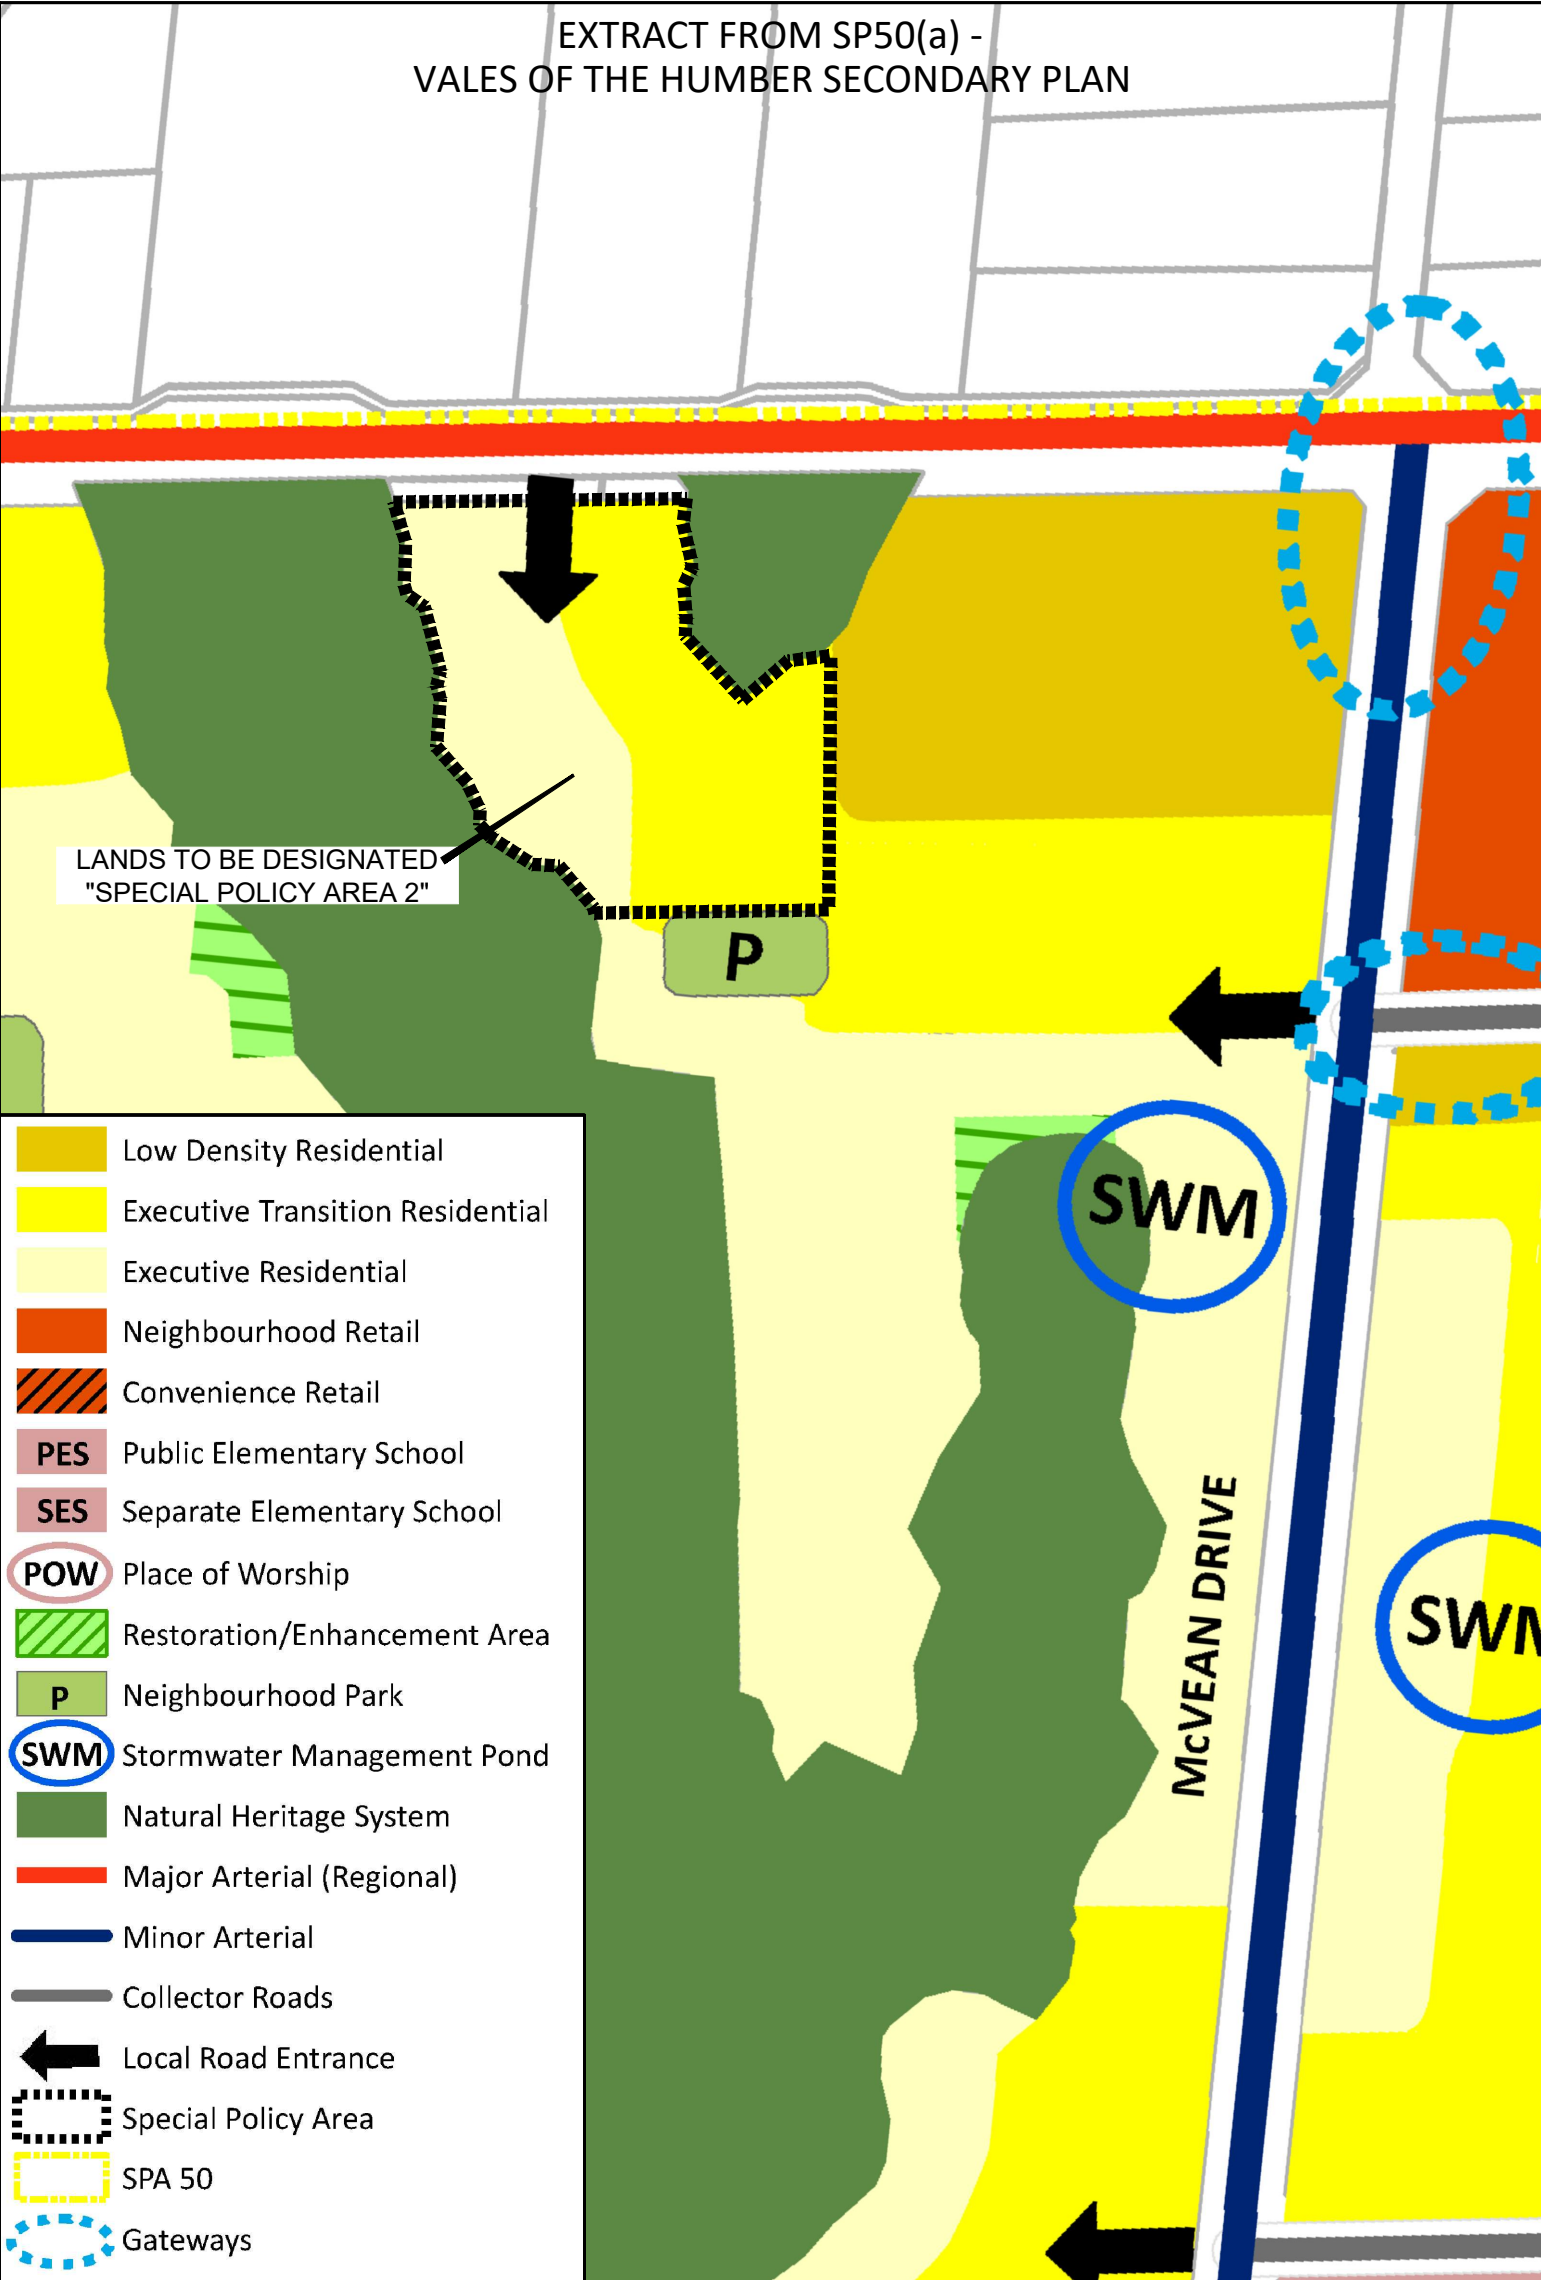 EXTRACT FROM SP50(a) -
VALES OF THE HUMBER SECONDARY PLAN
LANDS TO BE DESIGNATED
"SPECIAL POLICY AREA 2"
P
SWM
McVEAN DRIVE
SWM
Low Density Residential
Executive Transition Residential
Executive Residential
Neighbourhood Retail
Convenience Retail
PES Public Elementary School
SES Separate Elementary School
POW Place of Worship
Restoration/Enhancement Area
P Neighbourhood Park
SWM Stormwater Management Pond
Natural Heritage System
Major Arterial (Regional)
Minor Arterial
Collector Roads
Local Road Entrance
Special Policy Area
SPA 50
Gateways